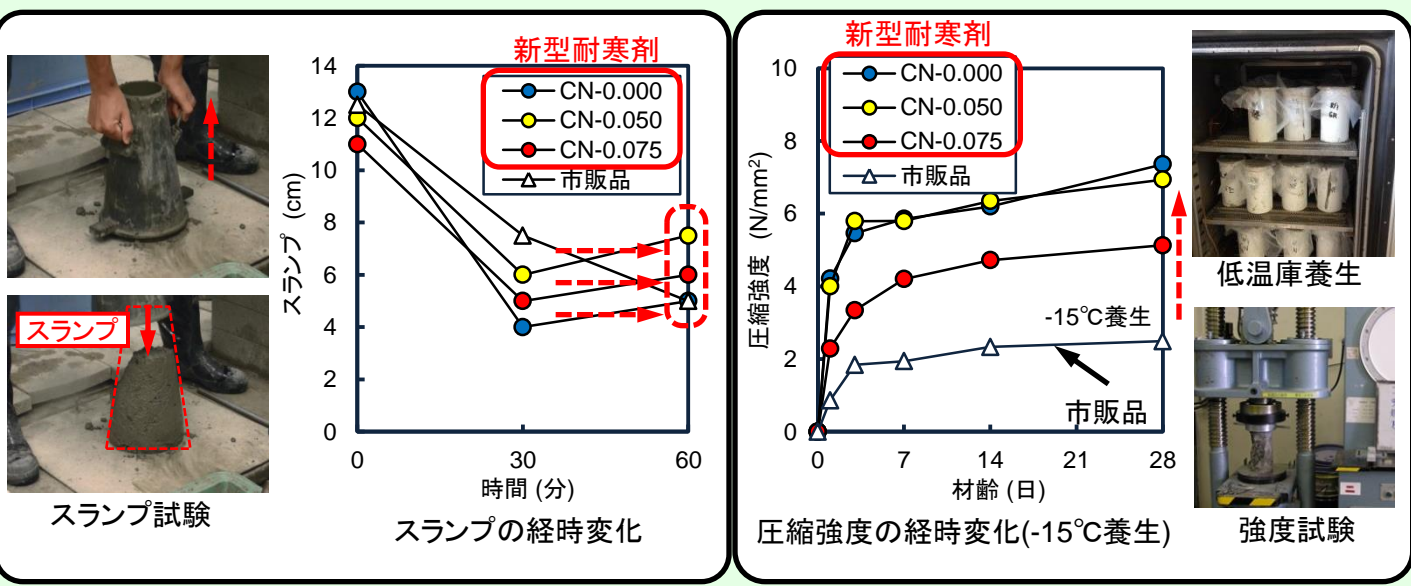 新型耐寒剤
CN-0.000
CN-0.050
CN-0.075
市販品
14
12
10
8
6
4
2
0
スランプ (cm)
0 30 60
時間 (分)
スランプの経時変化
スランプ
スランプ試験
新型耐寒剤
CN-0.000
CN-0.050
CN-0.075
市販品
10
8
6
4
2
0
圧縮強度 (N/mm²)
-15℃養生
市販品
0 7 14 21 28
材齢 (日)
圧縮強度の経時変化(-15℃養生)
低温庫養生
強度試験